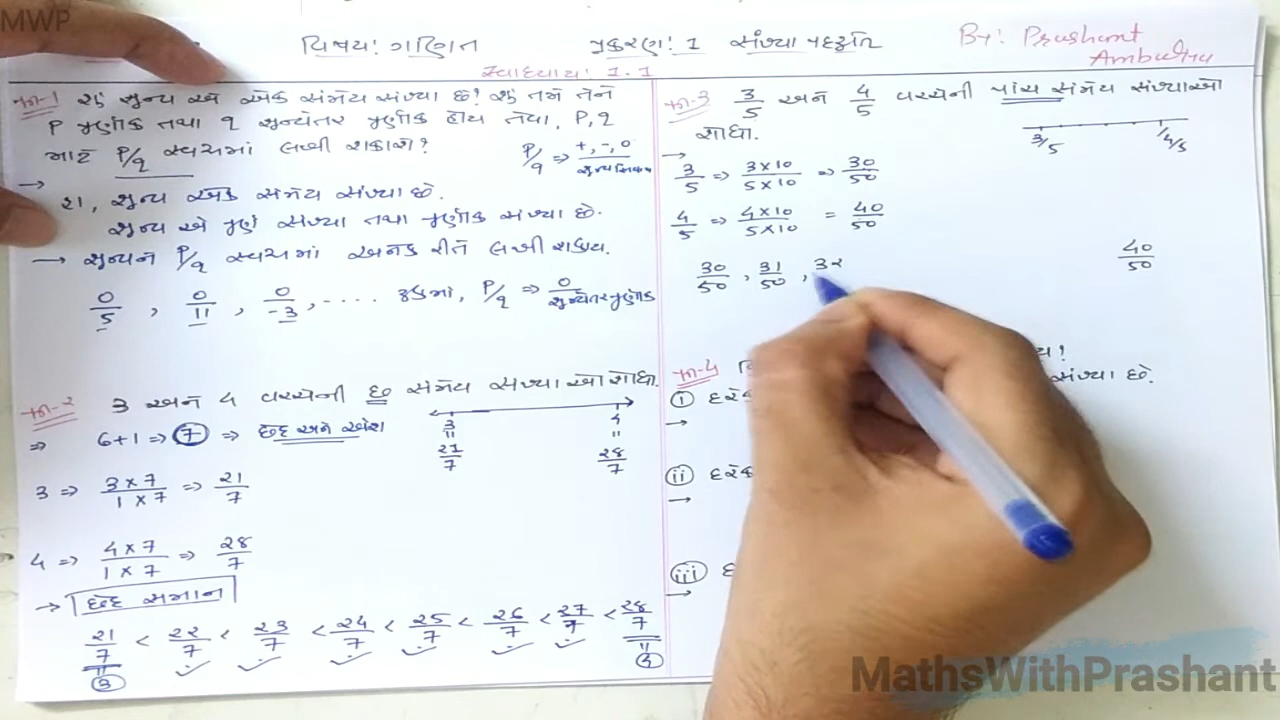 MWP
વિષય: ગણિત
પ્રકરણ: 1 સંખ્યા પદ્ધતિ
By: Prashant
Ambaliya
સ્વાધ્યાય: 1.1
પ્રશ્ન-1 શું શૂન્ય એ એક સંમેય સંખ્યા છે? શું તમે તેને
P પૂર્ણાંક તથા q શૂન્યેતર પૂર્ણાંક હોય તેવા, P, q
માટે P/q સ્વરૂપમાં લખી શકાશે?
P/q ⇒ +, -, 0 /
→
હા, શૂન્ય એક સંમેય સંખ્યા છે.
શૂન્ય એ પૂર્ણ સંખ્યા તથા પૂર્ણાંક સંખ્યા છે.
→ શૂન્યને P/q સ્વરૂપમાં અનેક રીતે લખી શકાય.
0/5 , 0/11 , 0/-3 , .... ટૂંકમાં, P/q ⇒ 0/શૂન્યેતર પૂર્ણાંક
પ્રશ્ન-2 3 અને 4 વચ્ચેની છ સંમેય સંખ્યાઓ શોધો.
⇒ 6+1 ⇒ 7 ⇒ છેદ અને અંશ
3 4
॥ ॥
21/7 28/7
3 ⇒ 3×7/1×7 ⇒ 21/7
4 ⇒ 4×7/1×7 ⇒ 28/7
→ છેદ સમાન
21/7 < 22/7 < 23/7 < 24/7 < 25/7 < 26/7 < 27/7 < 28/7
॥ ॥
3 4
પ્રશ્ન-3 3/5 અને 4/5 વચ્ચેની પાંચ સંમેય સંખ્યાઓ
શોધો.
3/5 4/5
→
3/5 ⇒ 3×10/5×10 ⇒ 30/50
4/5 ⇒ 4×10/5×10 = 40/50
30/50 , 31/50 , 32
40/50
પ્રશ્ન-4
i
સંખ્યા છે.
→
ii
→
iii
→
MathsWithPrashant